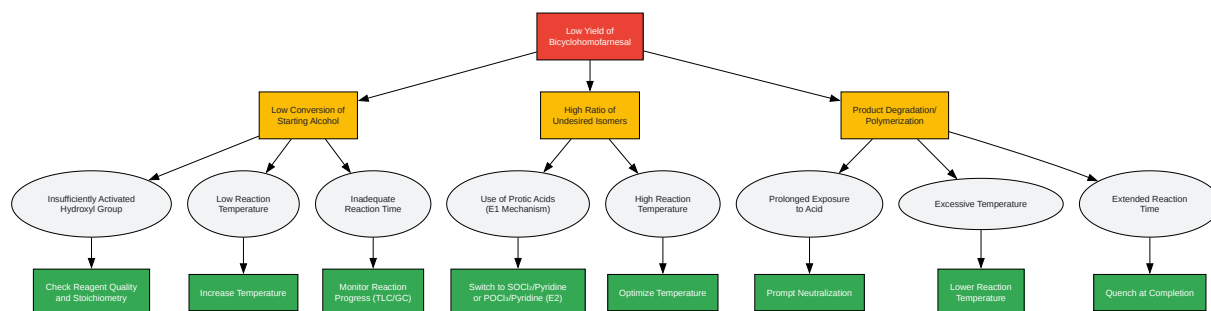 Low Yield of
Bicyclohomofarnesal
Low Conversion of
Starting Alcohol
High Ratio of
Undesired Isomers
Product Degradation/
Polymerization
Insufficiently Activated
Hydroxyl Group
Low Reaction
Temperature
Inadequate
Reaction Time
Use of Protic Acids
(E1 Mechanism)
High Reaction
Temperature
Prolonged Exposure
to Acid
Excessive Temperature
Extended Reaction
Time
Check Reagent Quality
and Stoichiometry
Increase Temperature
Monitor Reaction
Progress (TLC/GC)
Switch to SOCl₂/Pyridine
or POCl₃/Pyridine (E2)
Optimize Temperature
Prompt Neutralization
Lower Reaction
Temperature
Quench at Completion